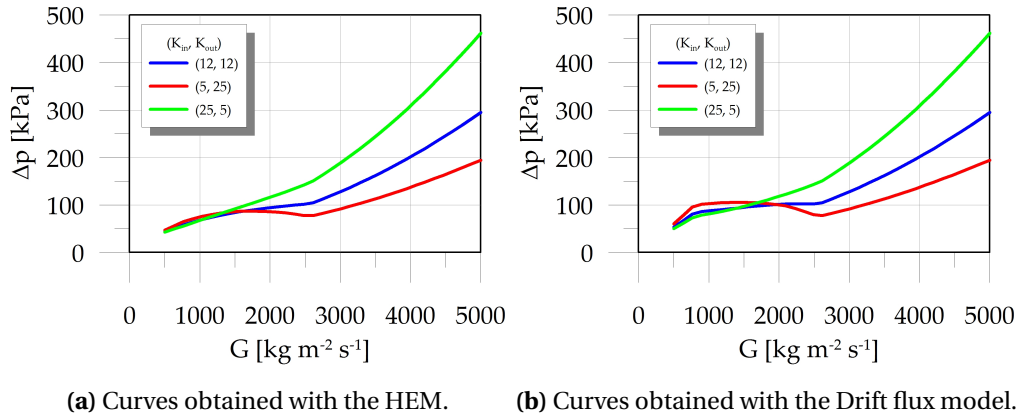 500
400
300
200
100
0
Δp [kPa]
(K_in, K_out)
(12, 12)
(5, 25)
(25, 5)
0 1000 2000 3000 4000 5000
G [kg m⁻² s⁻¹]
(a) Curves obtained with the HEM.
500
400
300
200
100
0
Δp [kPa]
(K_in, K_out)
(12, 12)
(5, 25)
(25, 5)
0 1000 2000 3000 4000 5000
G [kg m⁻² s⁻¹]
(b) Curves obtained with the Drift flux model.